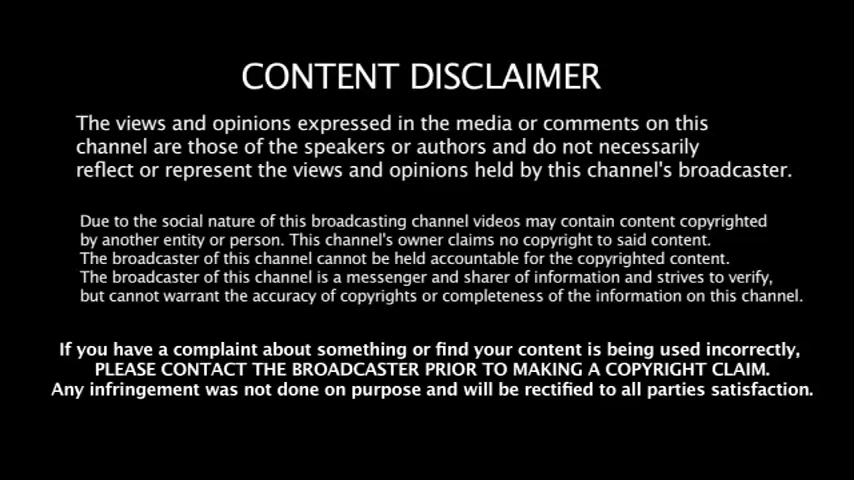 CONTENT DISCLAIMER
The views and opinions expressed in the media or comments on this
channel are those of the speakers or authors and do not necessarily
reflect or represent the views and opinions held by this channel's broadcaster.
Due to the social nature of this broadcasting channel videos may contain content copyrighted
by another entity or person. This channel's owner claims no copyright to said content.
The broadcaster of this channel cannot be held accountable for the copyrighted content.
The broadcaster of this channel is a messenger and sharer of information and strives to verify,
but cannot warrant the accuracy of copyrights or completeness of the information on this channel.
If you have a complaint about something or find your content is being used incorrectly,
PLEASE CONTACT THE BROADCASTER PRIOR TO MAKING A COPYRIGHT CLAIM.
Any infringement was not done on purpose and will be rectified to all parties satisfaction.